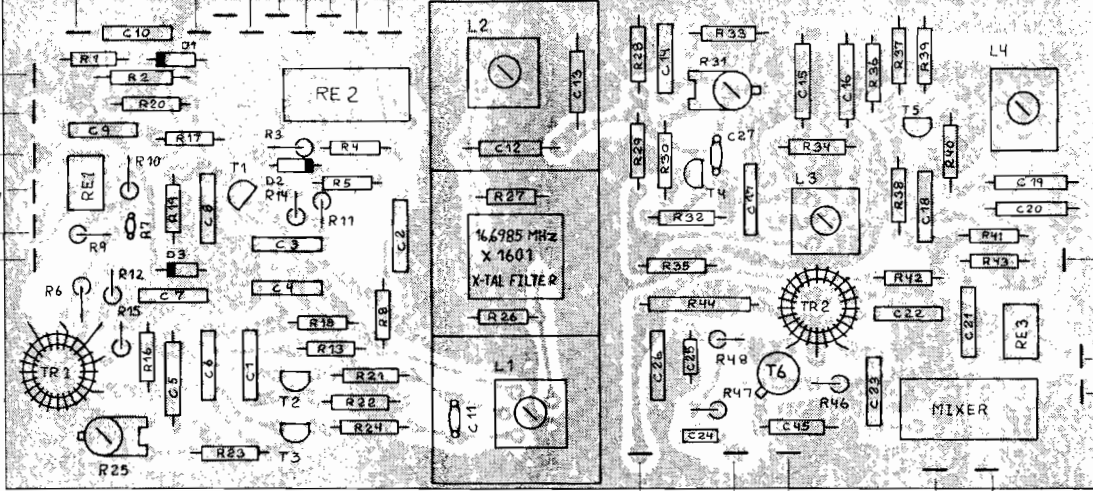 C10
R1
D1
R2
R20
C9
R17
RE1
R10
R7
R9
R19
C8
D3
R6
R12
C7
R15
TR1
R16
C5
C6
C1
R25
R23
RE2
R3
R4
T1
D2
R14
R5
R11
C3
C2
C4
R18
R8
R13
R21
T2
R22
R24
T3
L2
C13
C12
R27
16,6985 MHz
X 1601
X-TAL FILTER
R26
L1
C11
R28
C14
R33
R31
C15
C16
R36
R37
R39
L4
T5
R29
R30
C27
T4
R34
R40
C17
L3
R38
C18
C19
C20
R32
R41
R43
R35
R42
R44
TR2
C22
C21
RE3
C26
C25
R48
T6
R47
R46
C23
MIXER
C24
C45